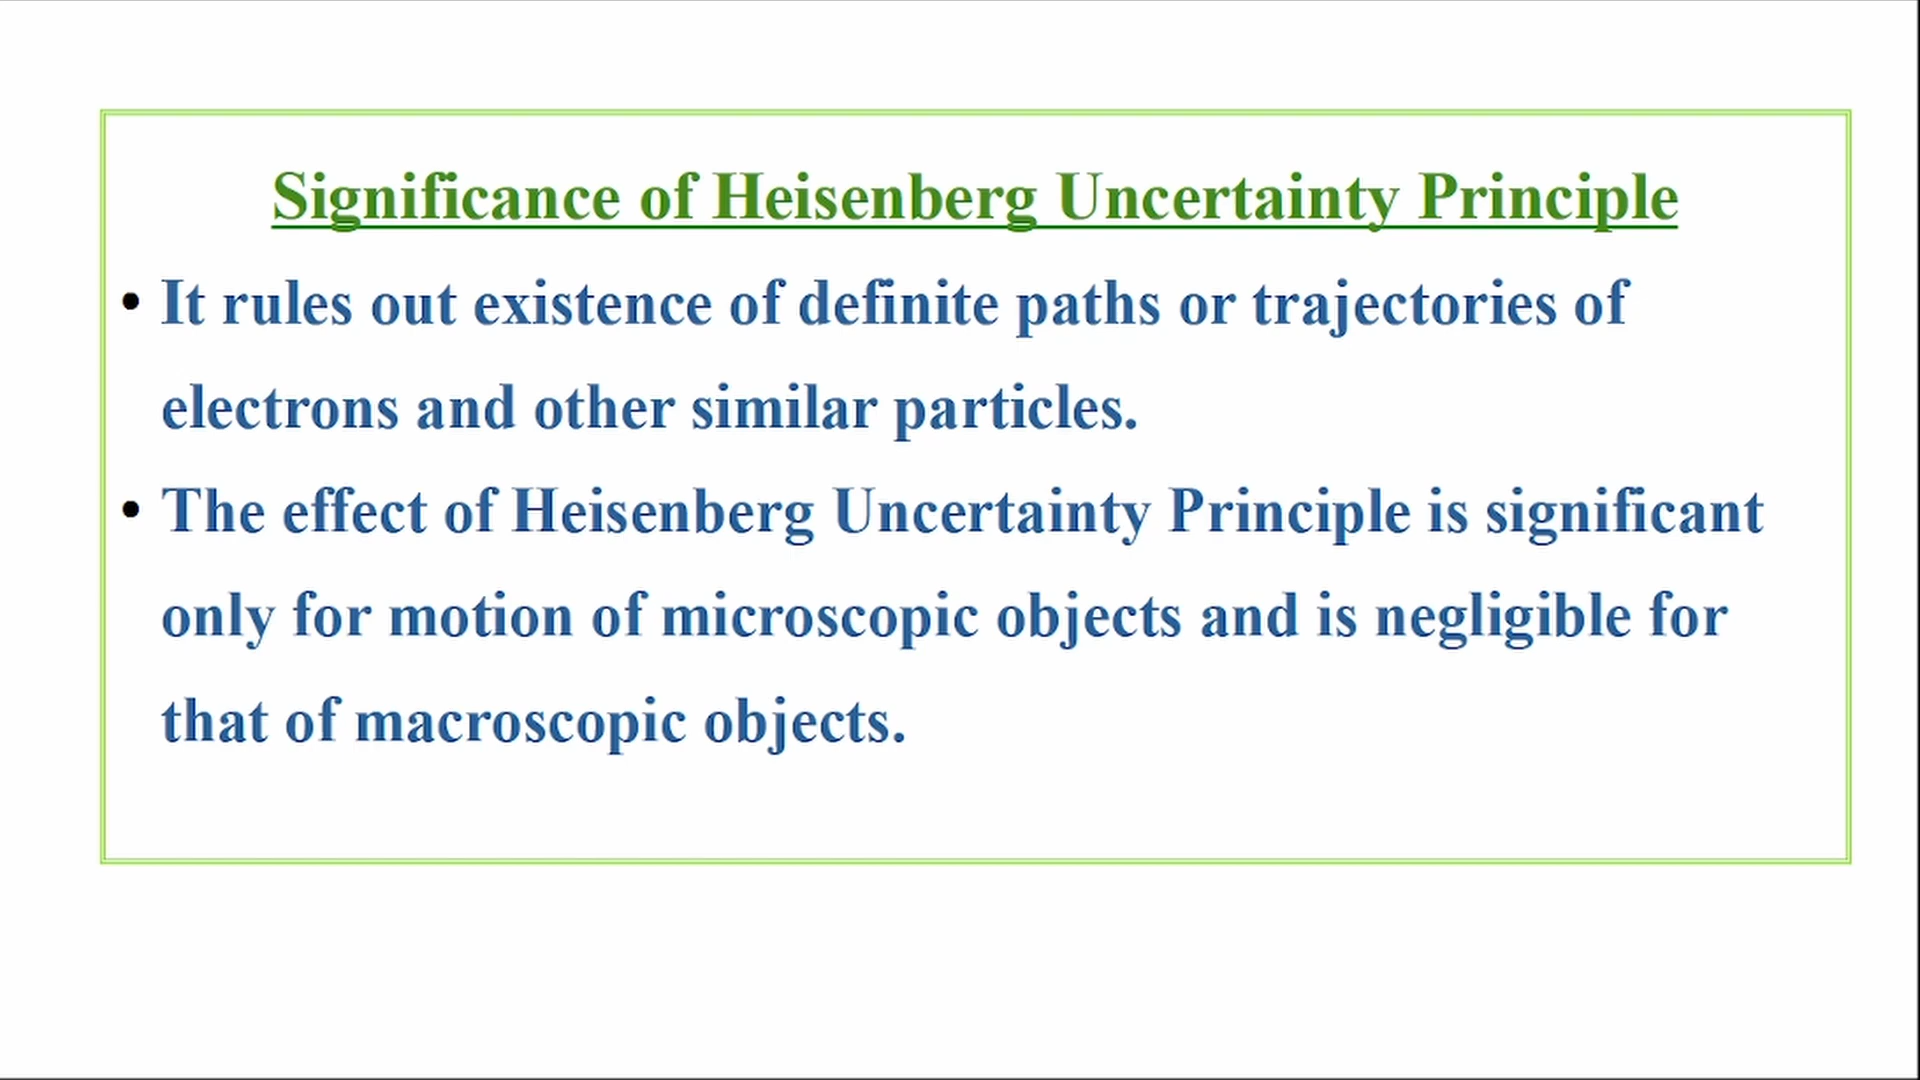 Significance of Heisenberg Uncertainty Principle
• It rules out existence of definite paths or trajectories of
electrons and other similar particles.
• The effect of Heisenberg Uncertainty Principle is significant
only for motion of microscopic objects and is negligible for
that of macroscopic objects.